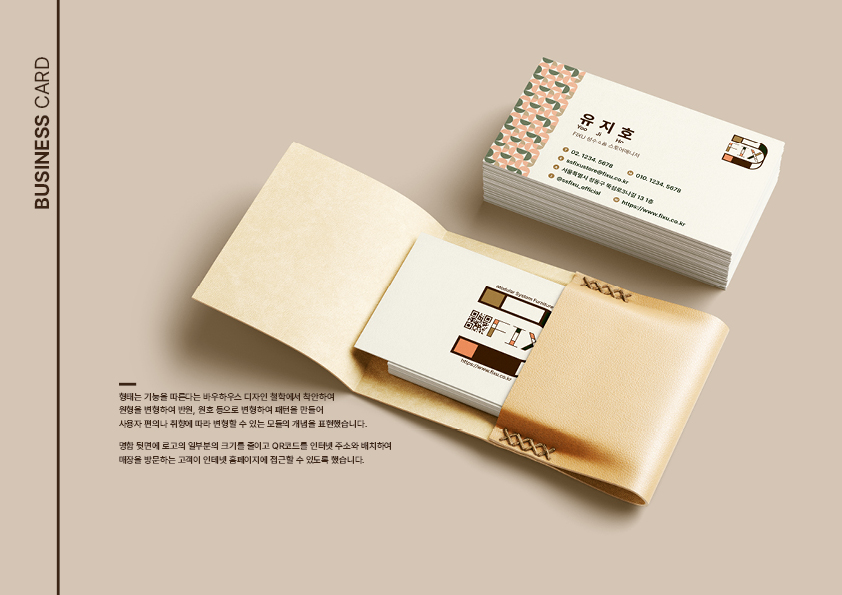 BUSINESS CARD
유 지 호
Yoo Ji Ho
FIXU 성수쇼룸 스토어매니저
02. 1234. 5678
010. 1234. 5678
ssfixustore@fixu.co.kr
서울특별시 성동구 뚝섬로3나길 13 1층
@ssfixu_official
https://www.fixu.co.kr
FIX
Modular System Furniture
FIX
https://www.fixu.co.kr
형태는 기능을 따른다는 바우하우스 디자인 철학에서 착안하여
원형을 변형하여 반원, 원호 등으로 변형하여 패턴을 만들어
사용자 편의나 취향에 따라 변형할 수 있는 모듈의 개념을 표현했습니다.
명함 뒷면에 로고의 일부분의 크기를 줄이고 QR코드를 인터넷 주소와 배치하여
매장을 방문하는 고객이 인터넷 홈페이지에 접근할 수 있도록 했습니다.